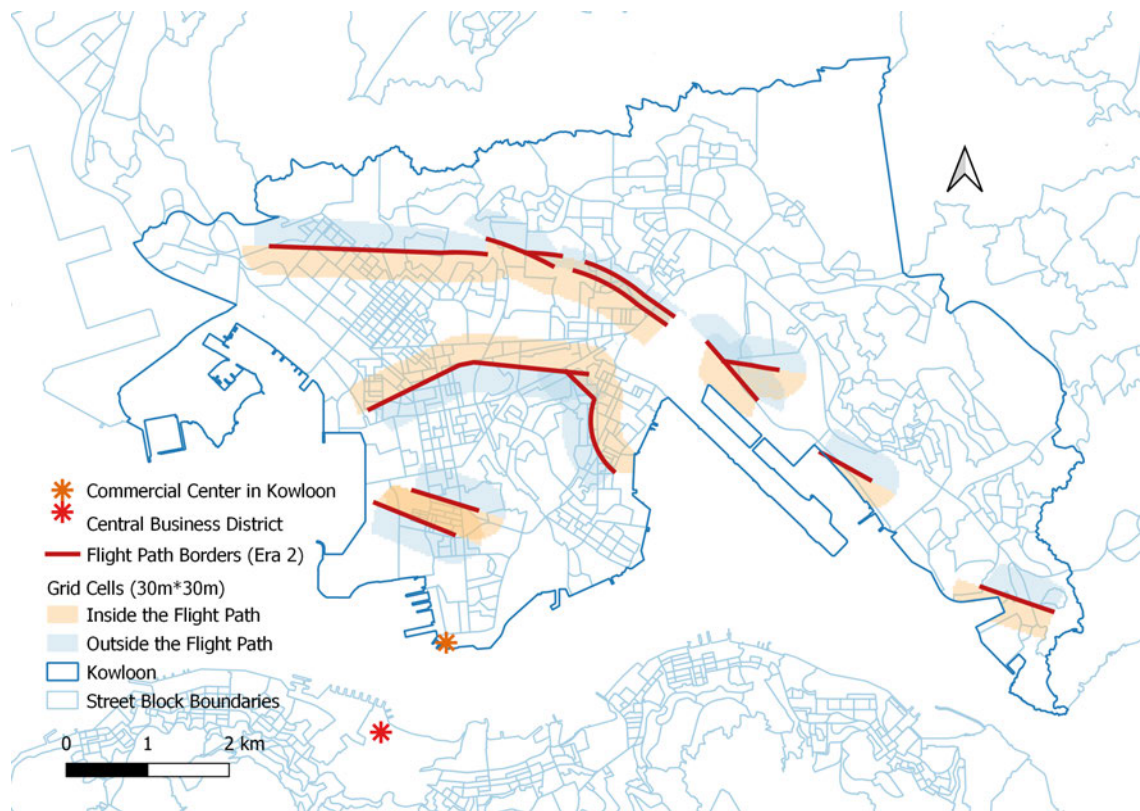 Commercial Center in Kowloon
Central Business District
Flight Path Borders (Era 2)
Grid Cells (30m*30m)
Inside the Flight Path
Outside the Flight Path
Kowloon
Street Block Boundaries
0 1 2 km